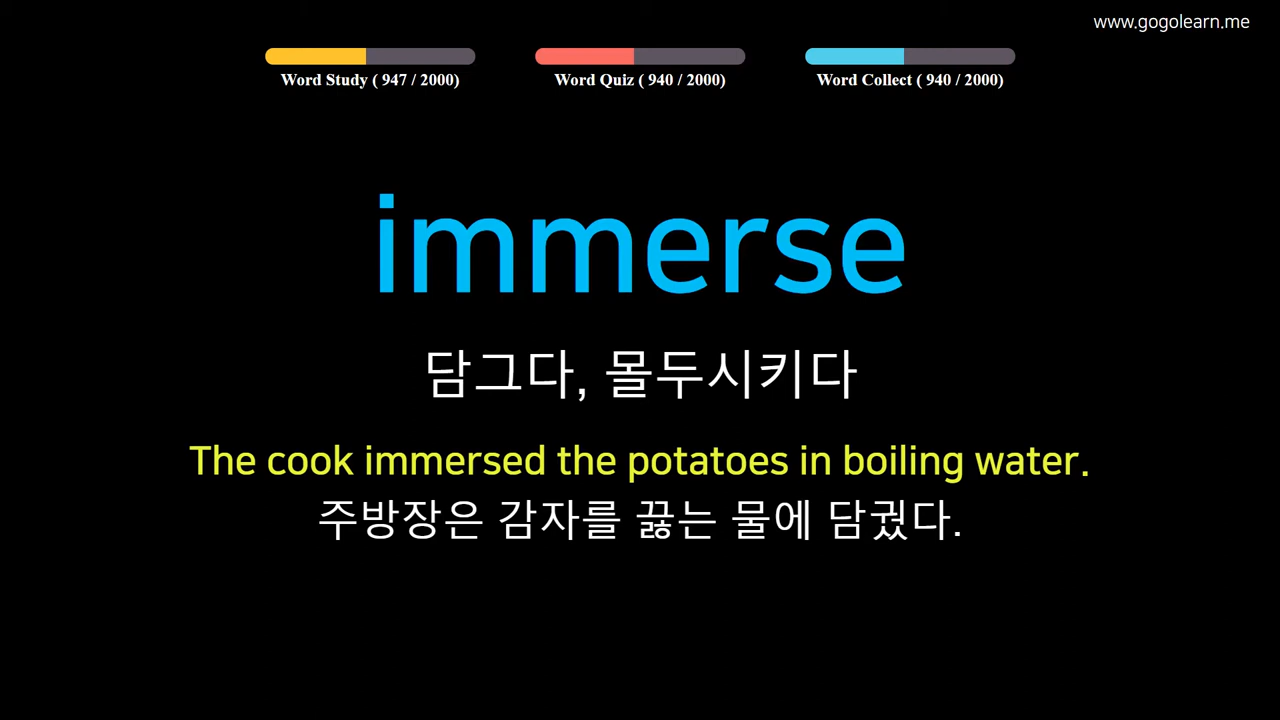 www.gogolearn.me
Word Study ( 947 / 2000)
Word Quiz ( 940 / 2000)
Word Collect ( 940 / 2000)
immerse
담그다, 몰두시키다
The cook immersed the potatoes in boiling water.
주방장은 감자를 끓는 물에 담궜다.